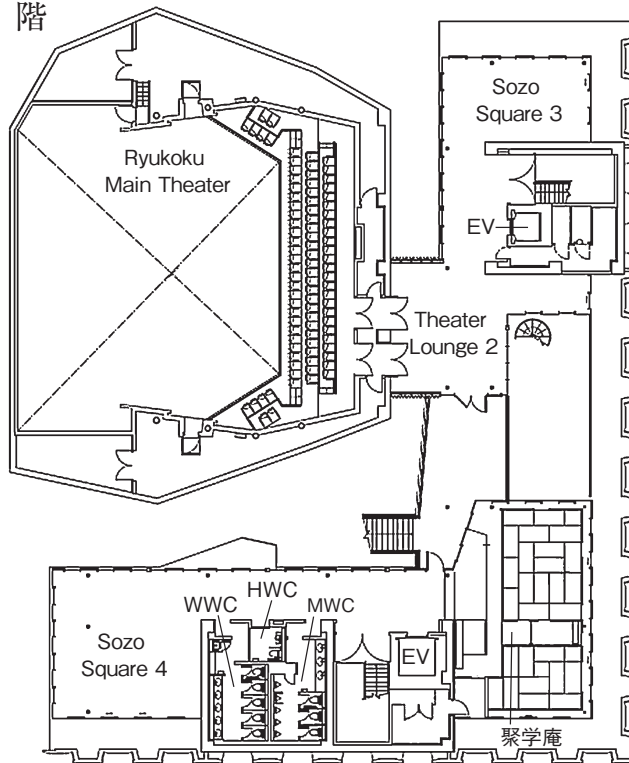 階
Sozo
Square 3
Ryukoku
Main Theater
EV
Theater
Lounge 2
HWC
WWC
MWC
Sozo
Square 4
EV
聚学庵